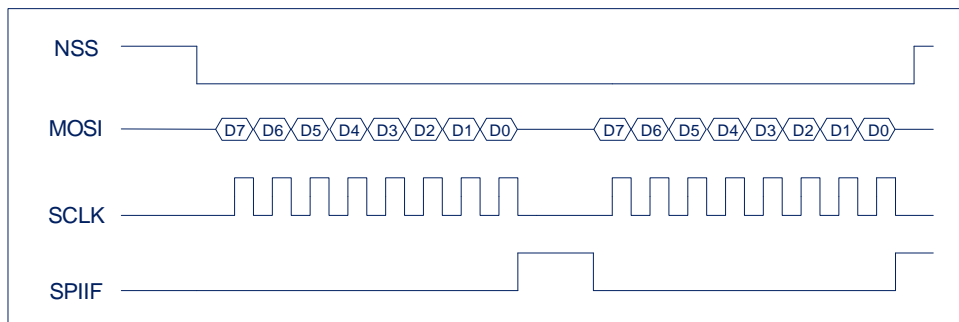 NSS
MOSI D7 D6 D5 D4 D3 D2 D1 D0 D7 D6 D5 D4 D3 D2 D1 D0
SCLK
SPIIF